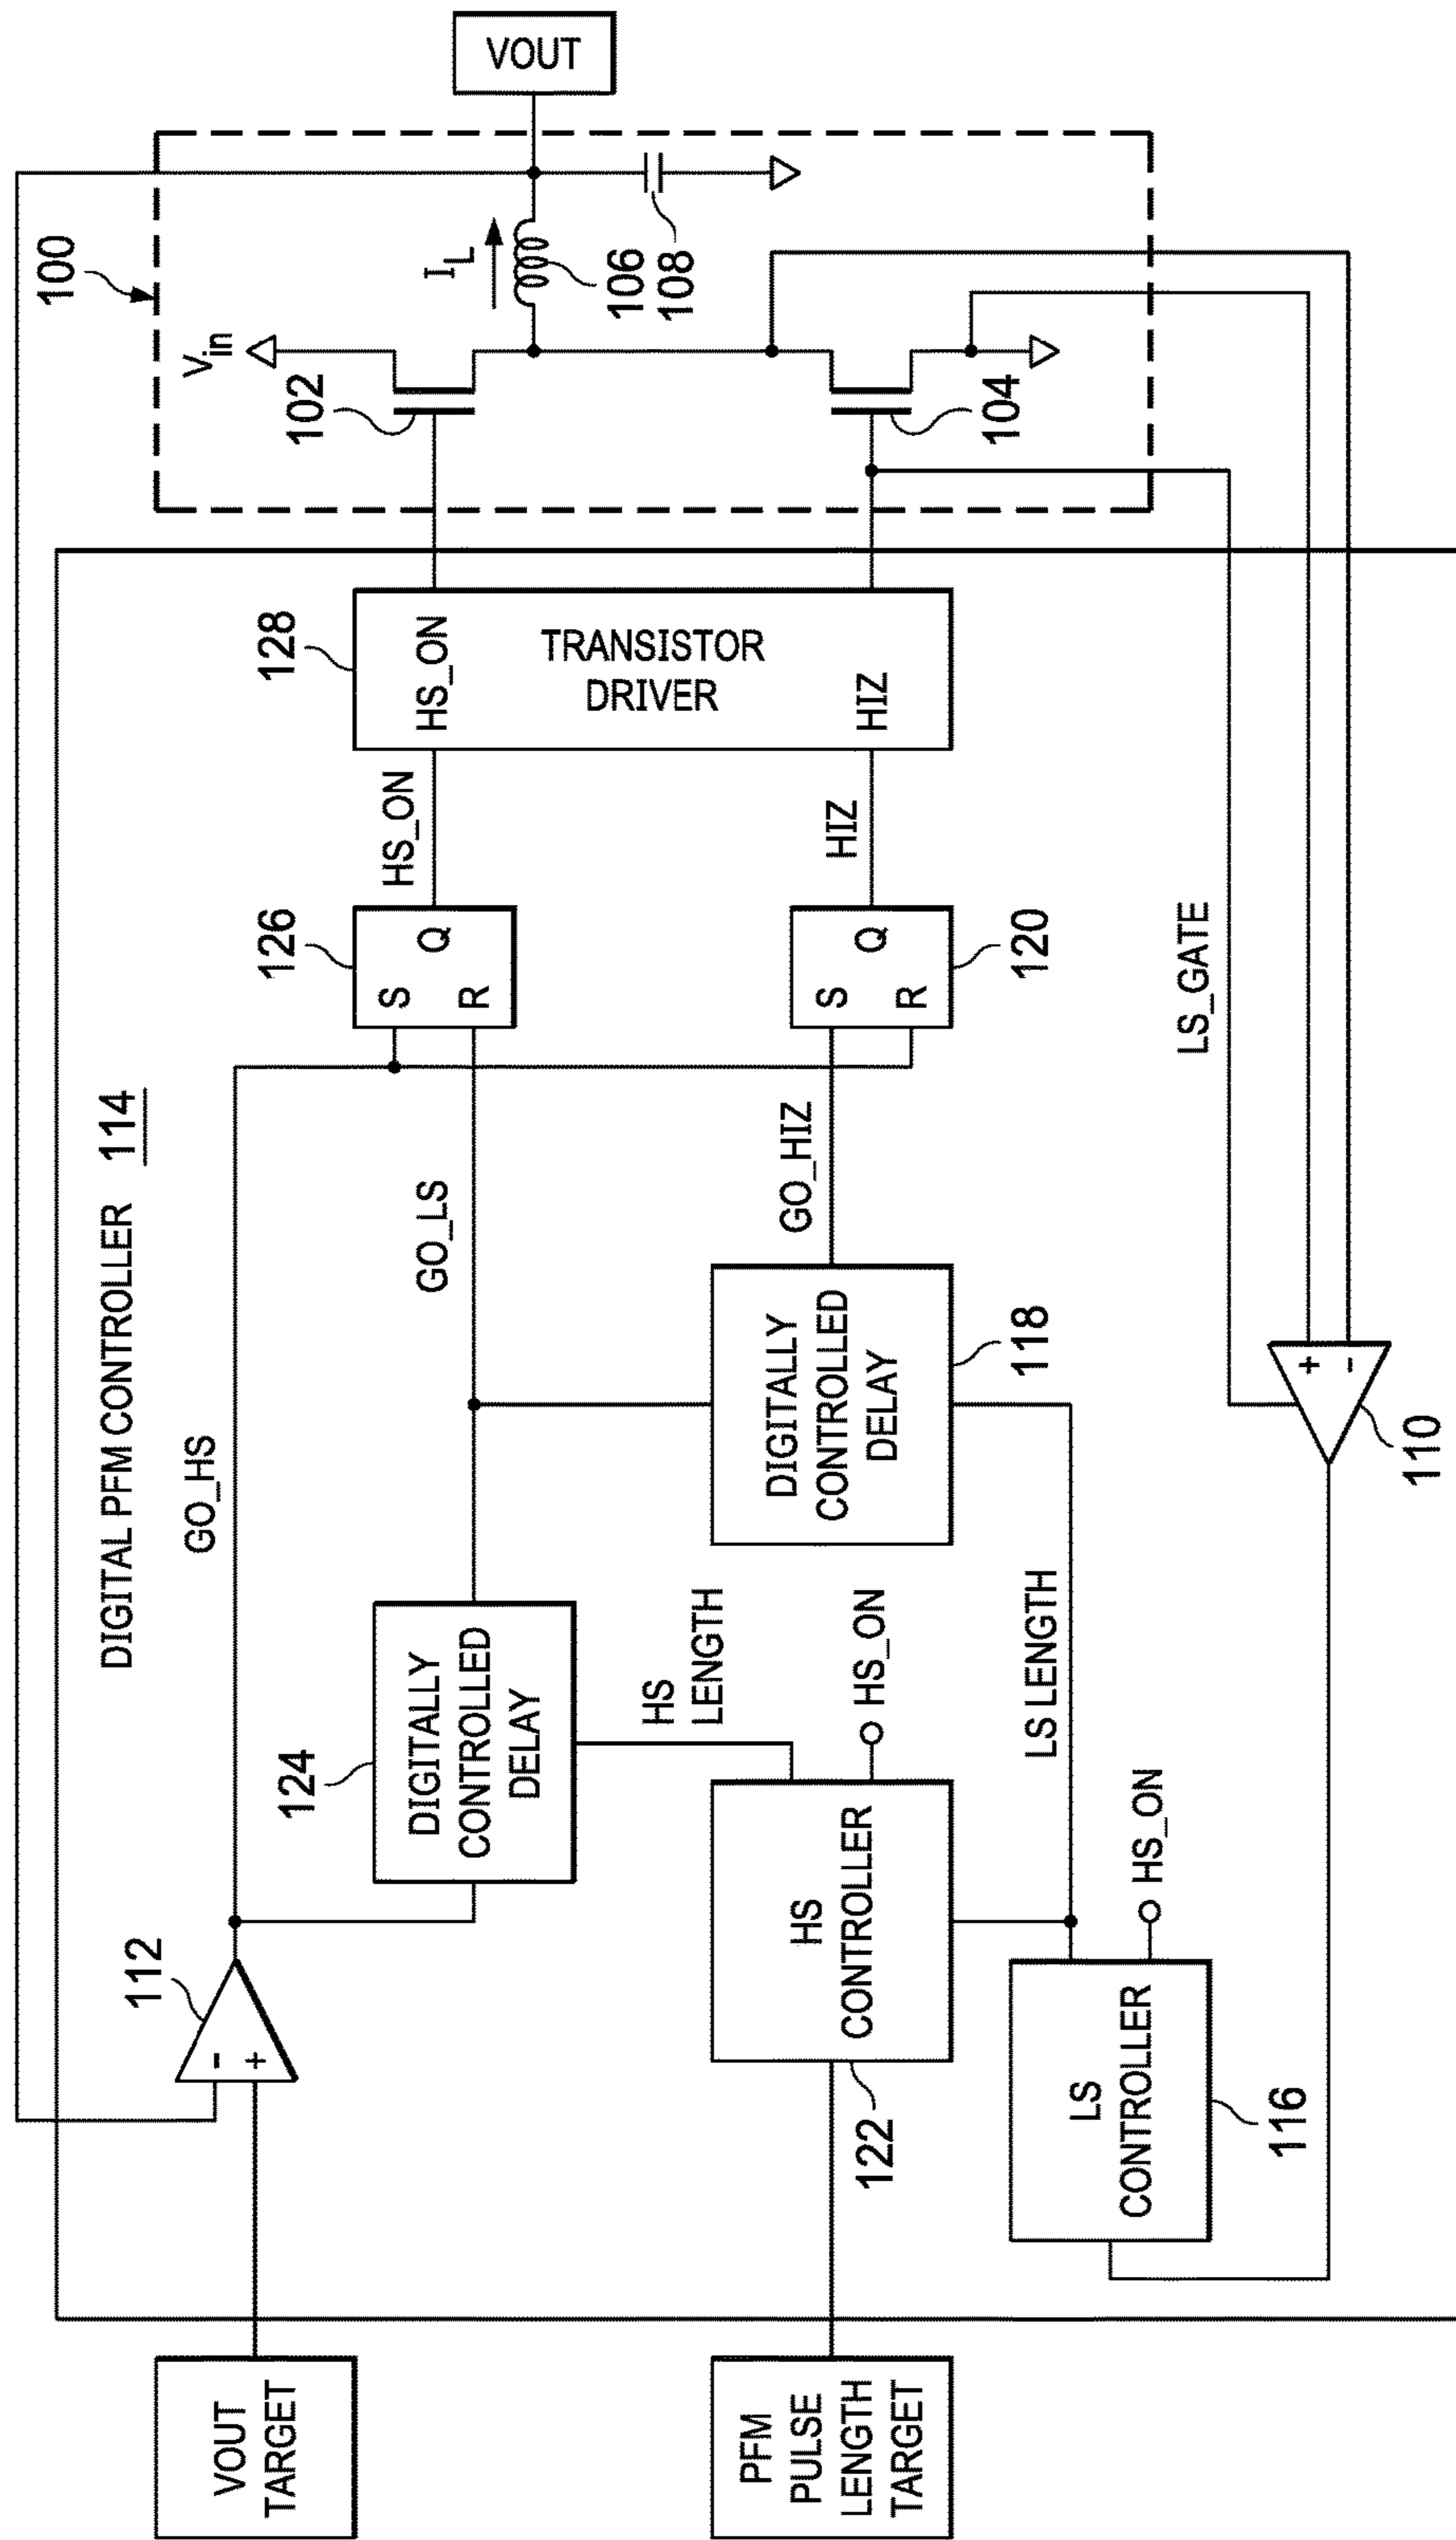 DIGITAL PFM CONTROLLER 114
VOUT
TARGET
112
-
+
GO_HS
100
Vin
102
IL
106
108
VOUT
124
DIGITALLY
CONTROLLED
DELAY
GO_LS
126
S
R
Q
HS_ON
128
HS_ON
TRANSISTOR
DRIVER
HIZ
HS
LENGTH
PFM
PULSE
LENGTH
TARGET
122
HS
CONTROLLER
HS_ON
DIGITALLY
CONTROLLED
DELAY
118
GO_HIZ
S
R
Q
120
HIZ
104
LS LENGTH
LS
CONTROLLER
116
HS_ON
LS_GATE
+
-
110